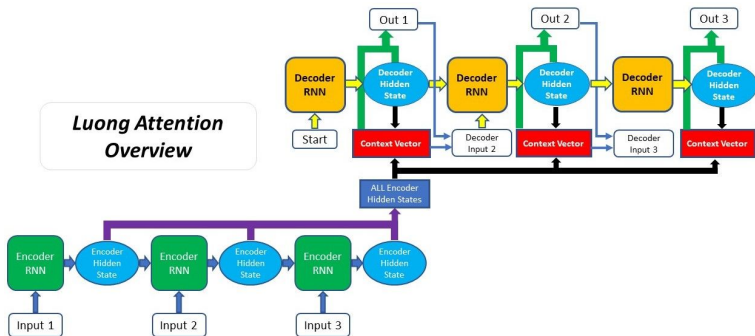 Out 1
Out 2
Out 3
Decoder
RNN
Decoder
Hidden
State
Decoder
RNN
Decoder
Hidden
State
Decoder
RNN
Decoder
Hidden
State
Luong Attention
Overview
Start
Context Vector
Decoder
Input 2
Context Vector
Decoder
Input 3
Context Vector
ALL Encoder
Hidden States
Encoder
RNN
Encoder
Hidden
State
Encoder
RNN
Encoder
Hidden
State
Encoder
RNN
Encoder
Hidden
State
Input 1
Input 2
Input 3